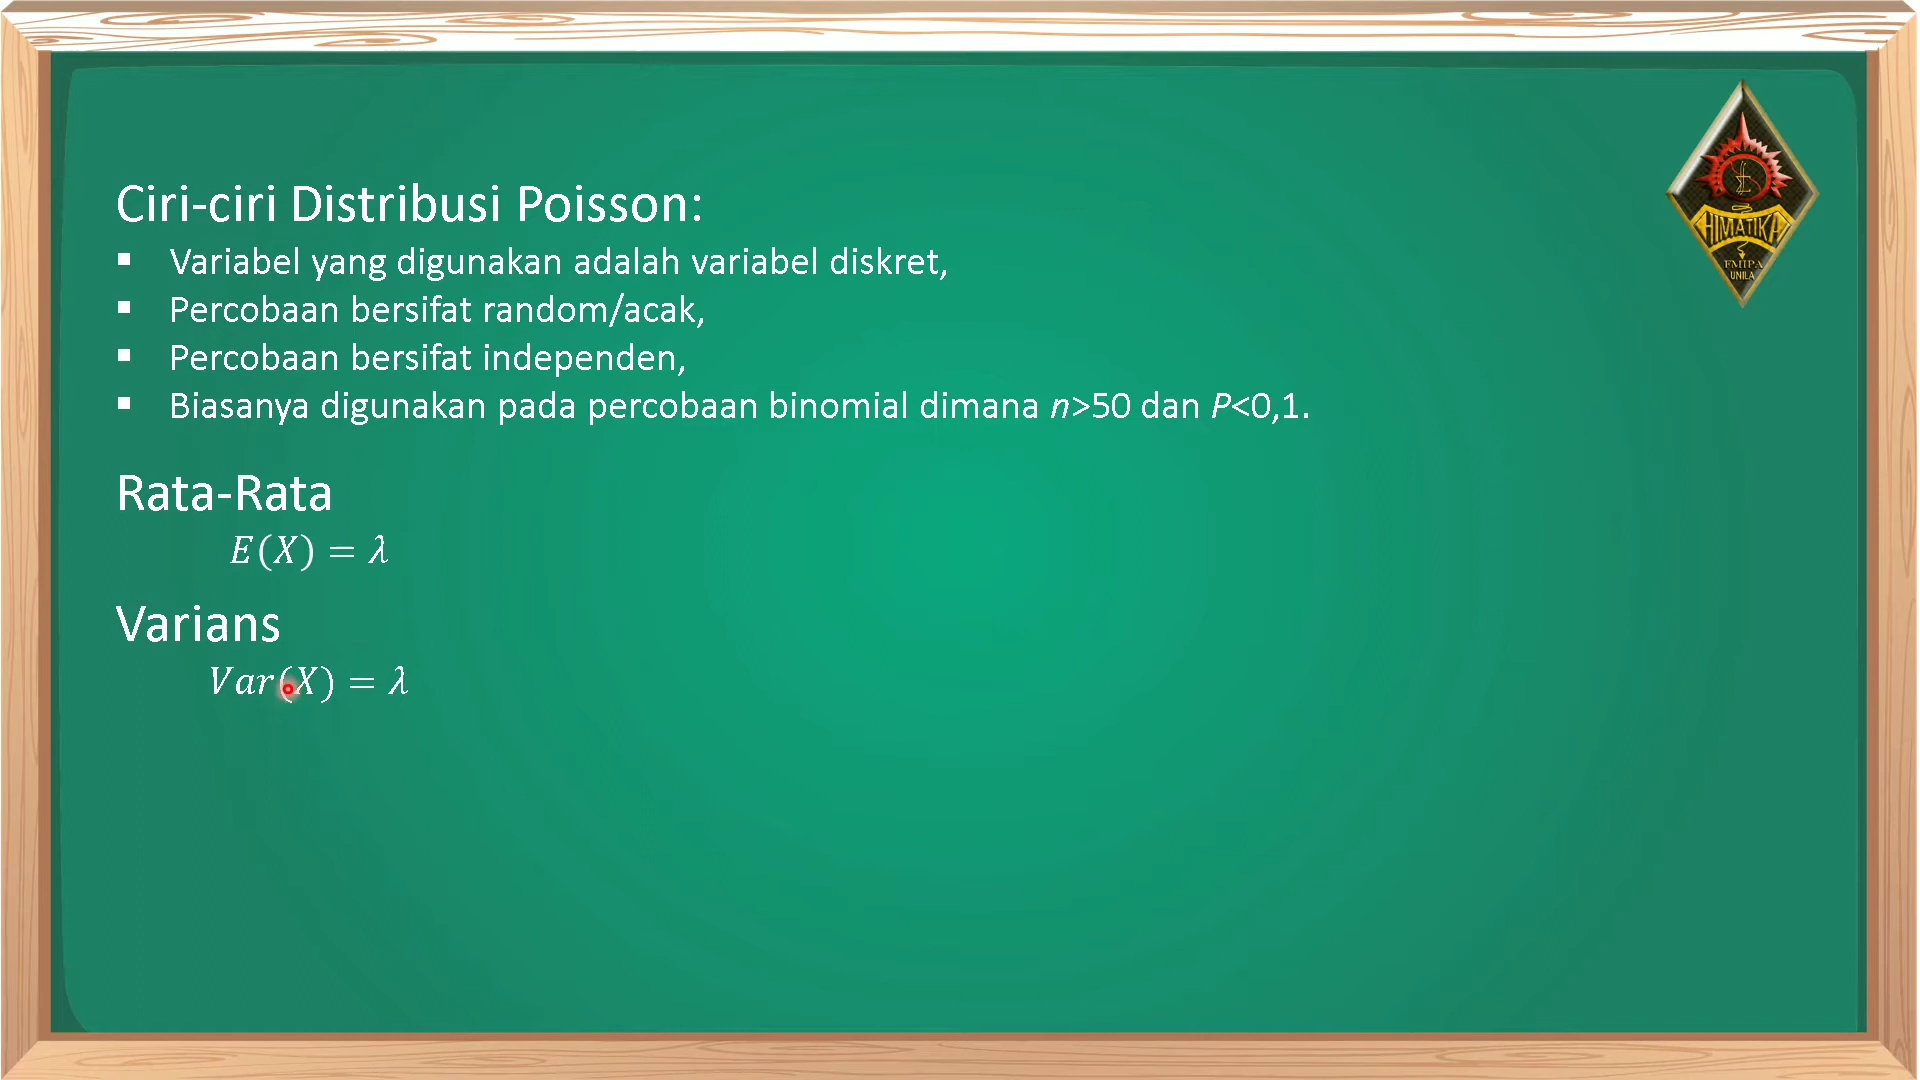 Ciri-ciri Distribusi Poisson:
▪ Variabel yang digunakan adalah variabel diskret,
▪ Percobaan bersifat random/acak,
▪ Percobaan bersifat independen,
▪ Biasanya digunakan pada percobaan binomial dimana n>50 dan P<0,1.
Rata-Rata
E(X) = λ
Varians
Var(X) = λ
HIMATIKA
FMIPA
UNILA